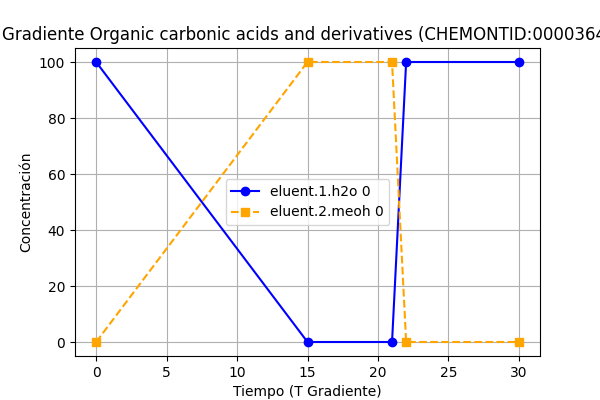 Gradiente Organic carbonic acids and derivatives (CHEMONTID:0000364
100
80
60
40
20
0
Concentración
eluent.1.h2o 0
eluent.2.meoh 0
0 5 10 15 20 25 30
Tiempo (T Gradiente)